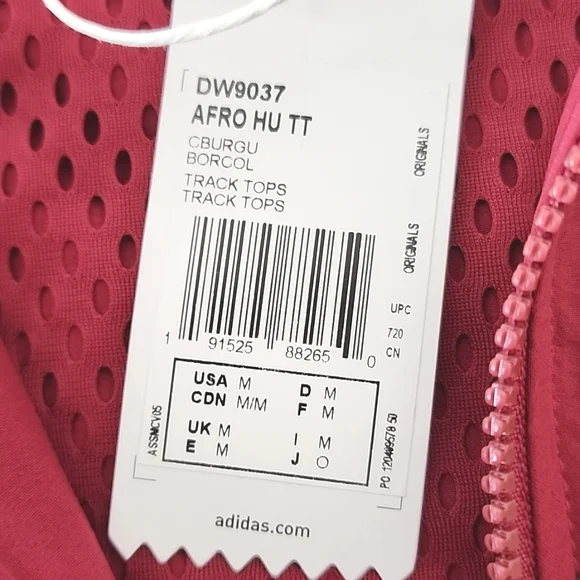 DW9037
AFRO HU TT
CBURGU
BORCOL
TRACK TOPS
TRACK TOPS
ORIGINALS
ORIGINALS
UPC
720
CN
1 91525 88265 0
USA M D M
CDN M/M F M
UK M I M
E M J O
ASSMCV05
adidas.com